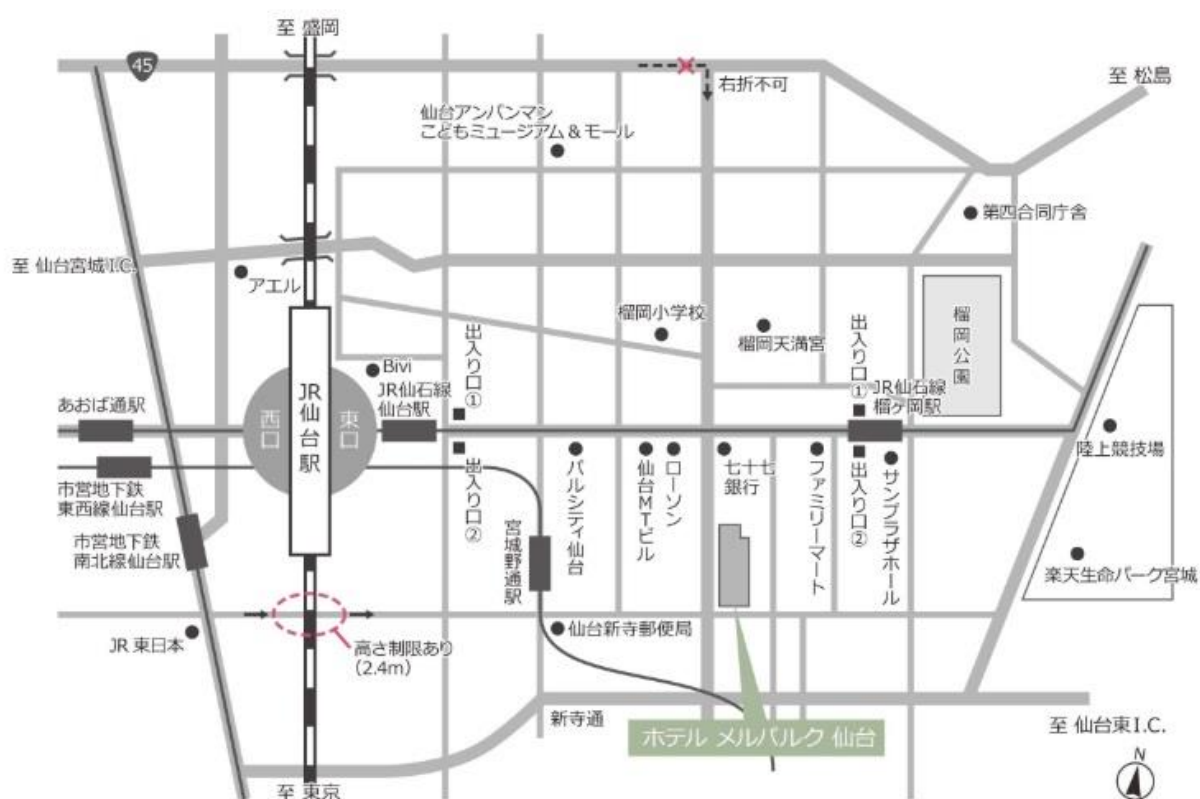 至 盛岡
45
右折不可
至 松島
仙台アンパンマン
こどもミュージアム&モール
第四合同庁舎
至 仙台宮城I.C.
アエル
榴岡小学校
榴岡天満宮
榴岡公園
出入り口①
出入り口①
Bivi
JR仙石線
仙台駅
JR仙石線
榴ヶ岡駅
あおば通駅
西口
JR仙台駅
東口
陸上競技場
市営地下鉄
東西線仙台駅
出入り口②
パルシティ仙台
仙台MTビル
ローソン
七十七
銀行
ファミリーマート
出入り口②
サンプラザホール
市営地下鉄
南北線仙台駅
宮城野通駅
楽天生命パーク宮城
JR東日本
高さ制限あり
(2.4m)
仙台新寺郵便局
新寺通
ホテル メルパルク 仙台
至 仙台東I.C.
至 東京
N